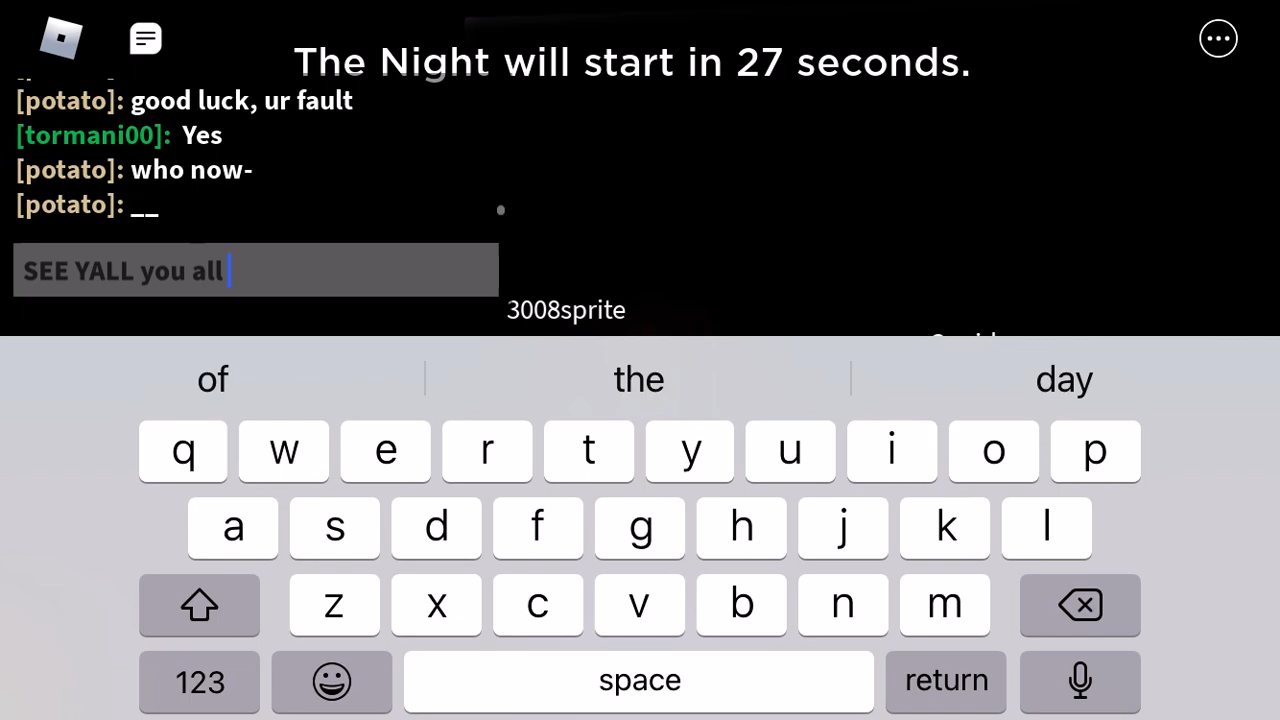 The Night will start in 27 seconds.
[potato]: good luck, ur fault
[tormani00]: Yes
[potato]: who now-
[potato]: __
SEE YALL you all
3008sprite
of the day
q w e r t y u i o p
a s d f g h j k l
z x c v b n m
123 space return